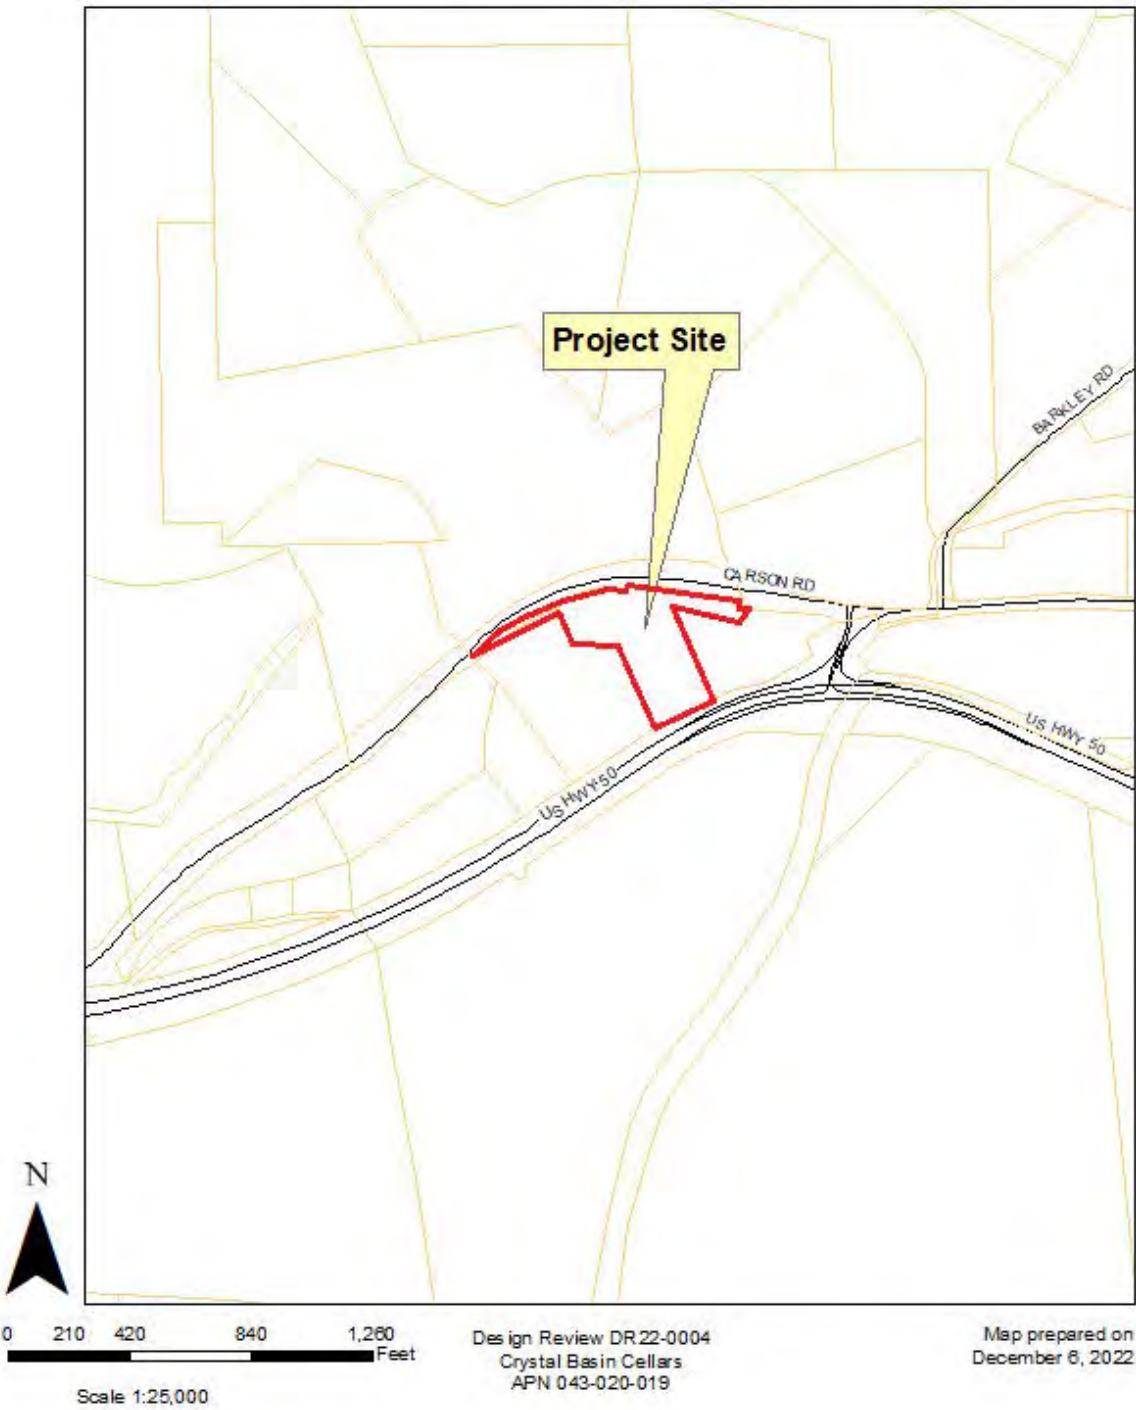 Project Site
BARKLEY RD
CARSON RD
US HWY 50
US HWY 50
N
0 210 420 840 1,260
Feet
Scale 1:25,000
Design Review DR22-0004
Crystal Basin Cellars
APN 043-020-019
Map prepared on
December 6, 2022